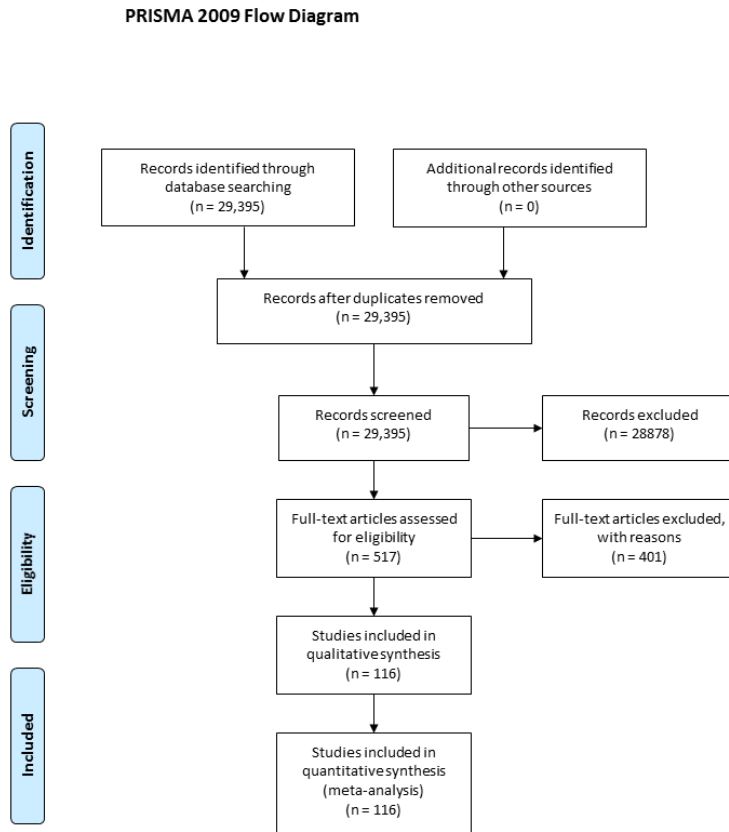 PRISMA 2009 Flow Diagram
Identification
Records identified through
database searching
(n = 29,395)
Additional records identified
through other sources
(n = 0)
Records after duplicates removed
(n = 29,395)
Screening
Records screened
(n = 29,395)
Records excluded
(n = 28878)
Eligibility
Full-text articles assessed
for eligibility
(n = 517)
Full-text articles excluded,
with reasons
(n = 401)
Studies included in
qualitative synthesis
(n = 116)
Included
Studies included in
quantitative synthesis
(meta-analysis)
(n = 116)